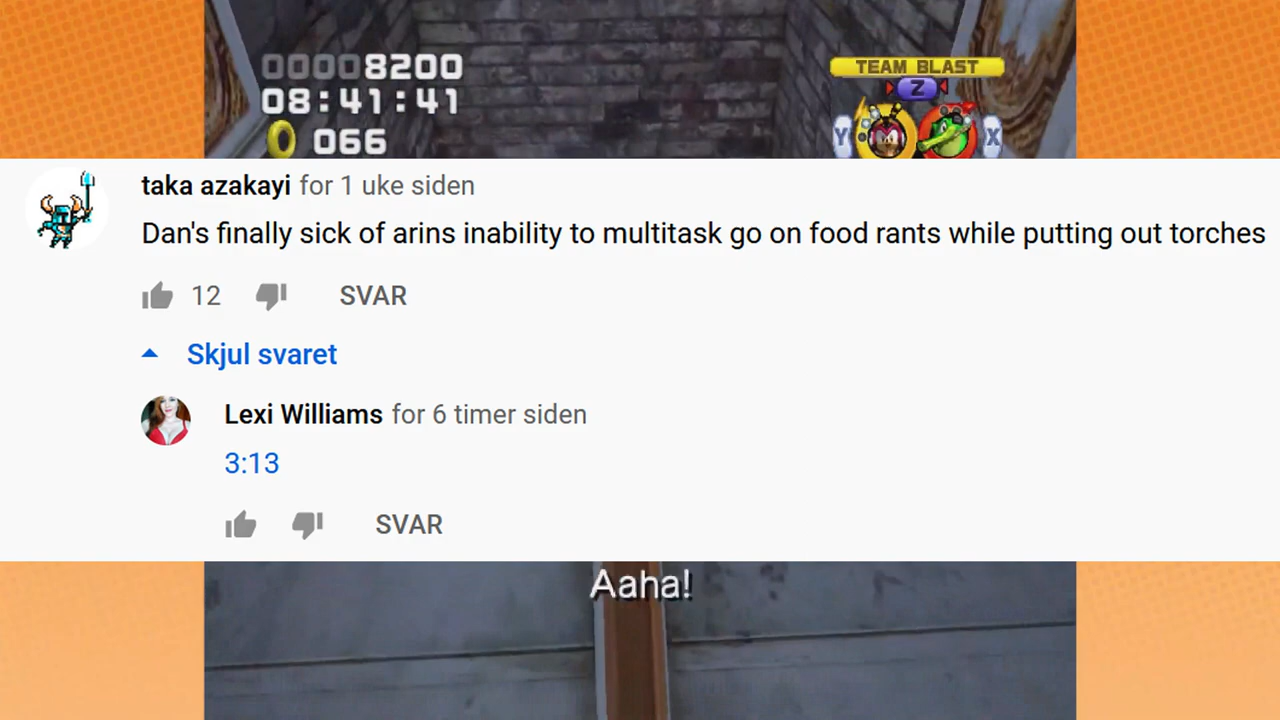 00008200
TEAM BLAST
Z
08:41:41
066
Y
X
taka azakayi for 1 uke siden
Dan's finally sick of arins inability to multitask go on food rants while putting out torches
12 SVAR
Skjul svaret
Lexi Williams for 6 timer siden
3:13
SVAR
Aaha!